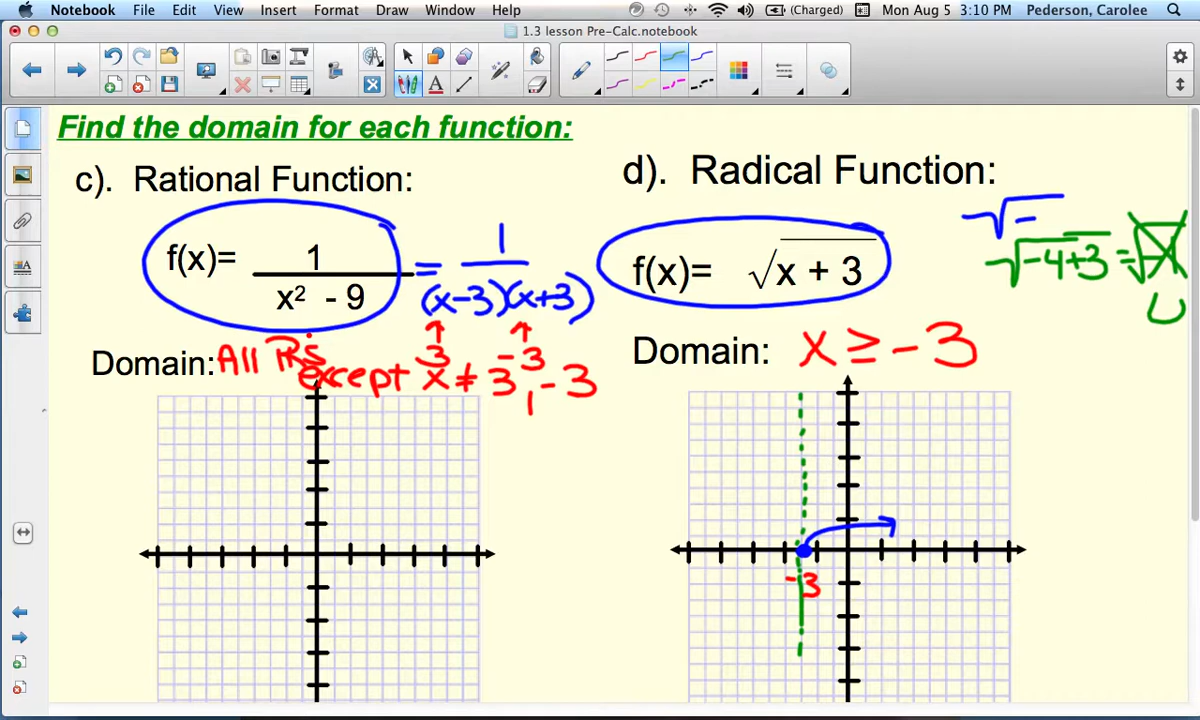 Notebook File Edit View Insert Format Draw Window Help (Charged) Mon Aug 5 3:10 PM Pederson, Carolee
1.3 lesson Pre-Calc.notebook
Find the domain for each function:
c). Rational Function:
f(x)= 1 / x² - 9 = 1 / (x-3)(x+3)
3 -3
Domain: All ℝs
except x ≠ 3, -3
d). Radical Function:
f(x)= √x + 3
√-4+3 = √-1
Domain: x ≥ -3
-3